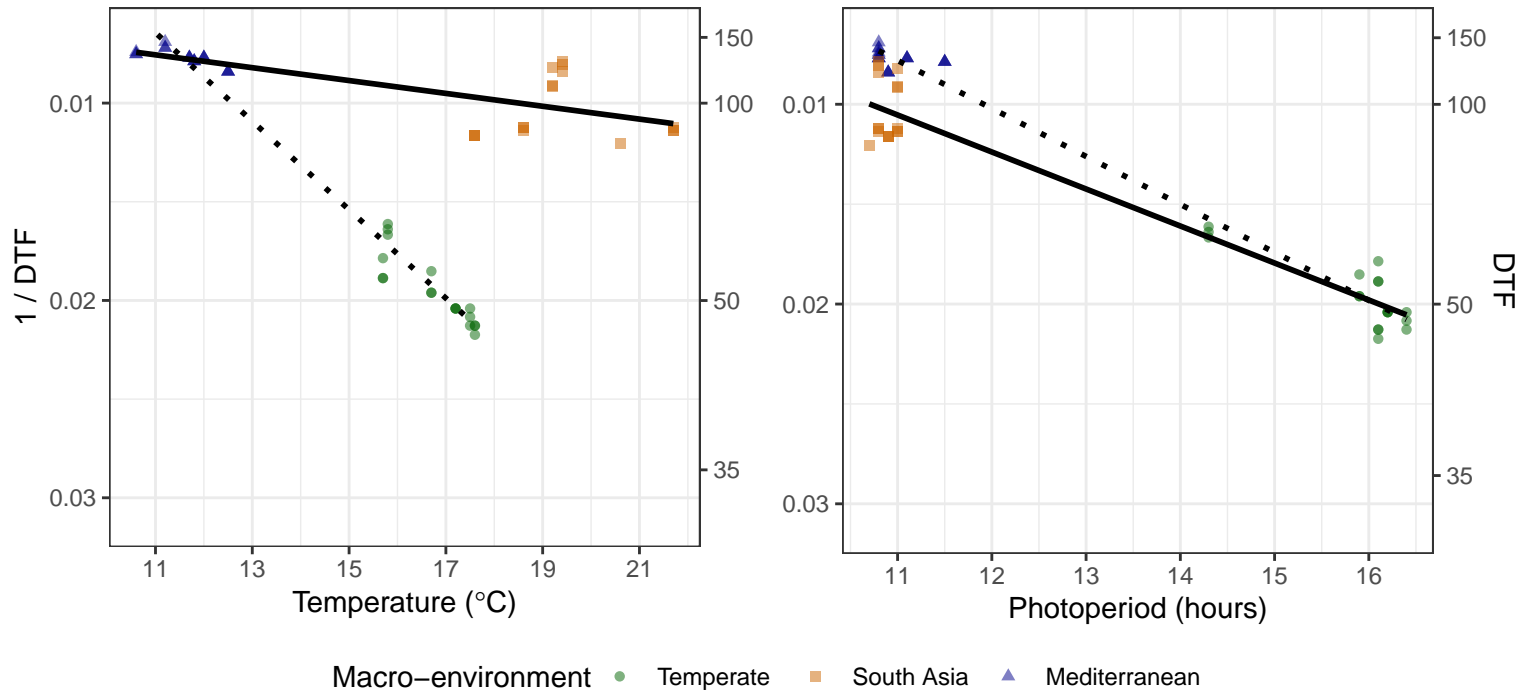 1 / DTF
0.01
0.02
0.03
150
100
50
35
11 13 15 17 19 21
Temperature (°C)
0.01
0.02
0.03
150
100
50
35
DTF
11 12 13 14 15 16
Photoperiod (hours)
Macro−environment Temperate South Asia Mediterranean